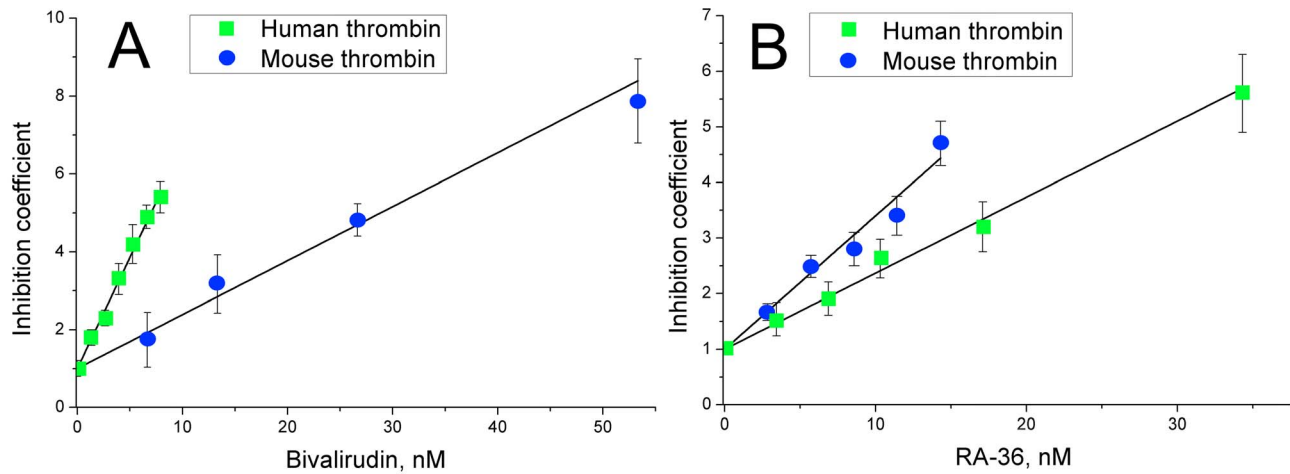 A
Human thrombin
Mouse thrombin
10
8
6
4
2
0
Inhibition coefficient
0 10 20 30 40 50
Bivalirudin, nM
B
Human thrombin
Mouse thrombin
7
6
5
4
3
2
1
0
Inhibition coefficient
0 10 20 30
RA-36, nM